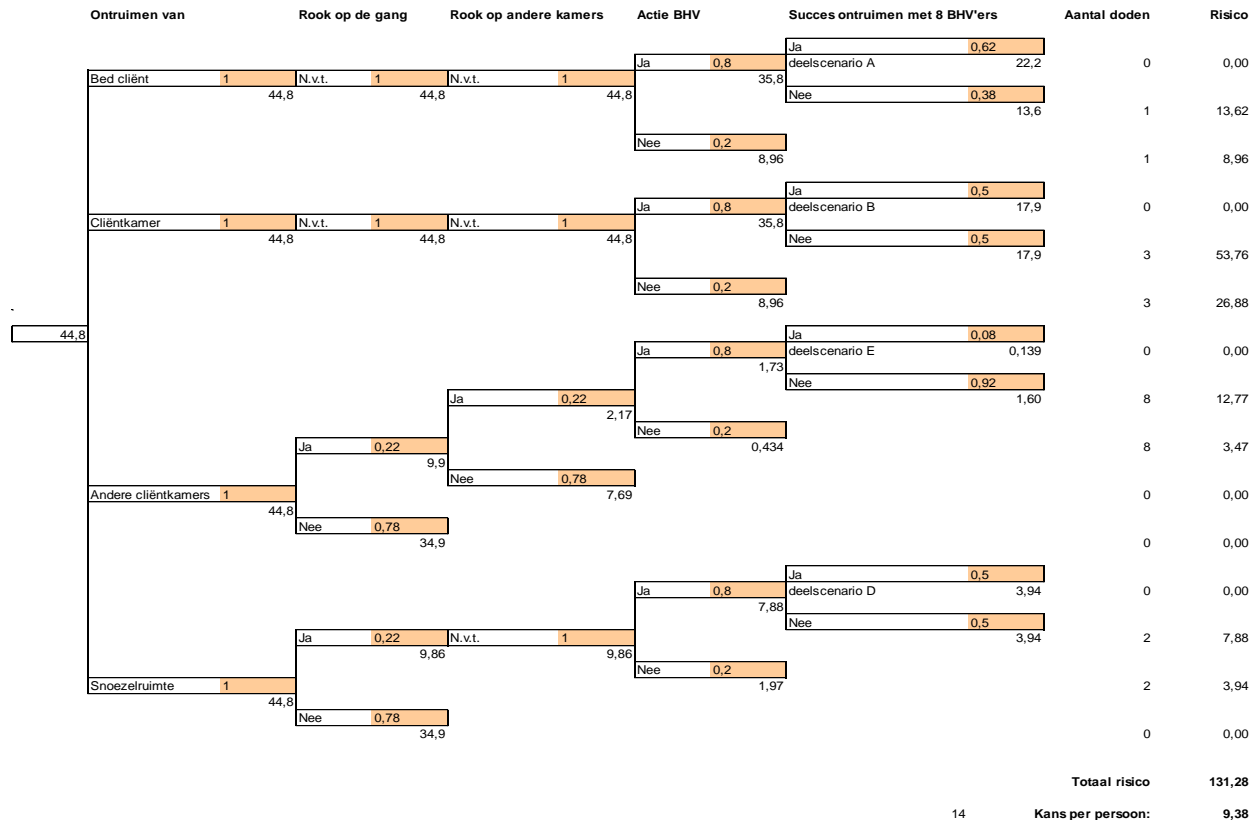 Ontruimen van Rook op de gang Rook op andere kamers Actie BHV Succes ontruimen met 8 BHV'ers Aantal doden Risico
Ja 0,62
Ja 0,8 deelscenario A 22,2 0 0,00
Bed cliënt 1 N.v.t. 1 N.v.t. 1 35,8
44,8 44,8 44,8 Nee 0,38
13,6 1 13,62
Nee 0,2
8,96 1 8,96
Ja 0,5
Ja 0,8 deelscenario B 17,9 0 0,00
Cliëntkamer 1 N.v.t. 1 N.v.t. 1 35,8
44,8 44,8 44,8 Nee 0,5
17,9 3 53,76
Nee 0,2
8,96 3 26,88
44,8 Ja 0,08
Ja 0,8 deelscenario E 0,139 0 0,00
1,73
Nee 0,92
Ja 0,22 1,60 8 12,77
2,17
Nee 0,2
Ja 0,22 0,434 8 3,47
9,9
Nee 0,78
Andere cliëntkamers 1 7,69 0 0,00
44,8
Nee 0,78
34,9 0 0,00
Ja 0,5
Ja 0,8 deelscenario D 3,94 0 0,00
7,88
Nee 0,5
Ja 0,22 N.v.t. 1 3,94 2 7,88
9,86 9,86
Nee 0,2
Snoezelruimte 1 1,97 2 3,94
44,8
Nee 0,78
34,9 0 0,00
Totaal risico 131,28
14 Kans per persoon: 9,38